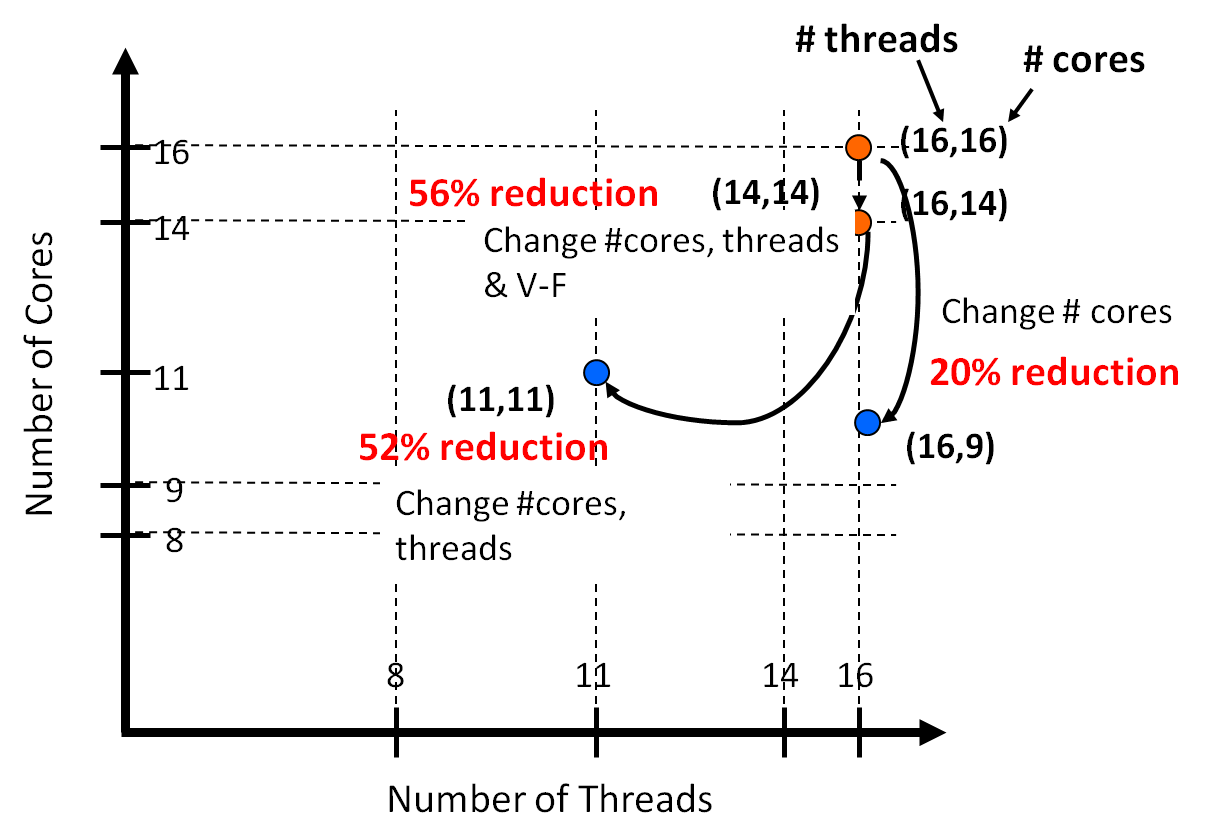 # threads
# cores
16
(16,16)
56% reduction
(14,14)
(16,14)
14
Change #cores, threads
& V-F
Change # cores
20% reduction
11
(11,11)
52% reduction
(16,9)
9
Change #cores,
threads
8
Number of Cores
8
11
14
16
Number of Threads